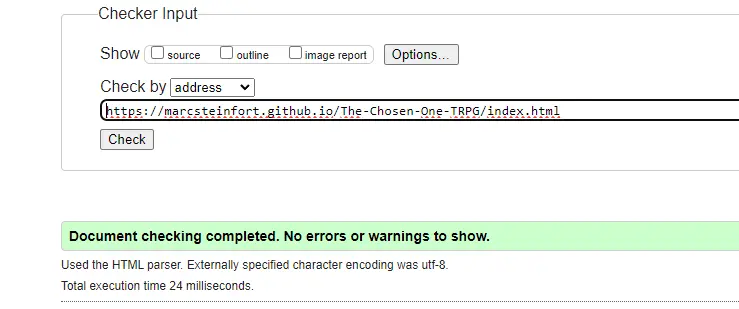 Checker Input
Show source outline image report Options...
Check by address
https://marcsteinfort.github.io/The-Chosen-One-TRPG/index.html
Check
Document checking completed. No errors or warnings to show.
Used the HTML parser. Externally specified character encoding was utf-8.
Total execution time 24 milliseconds.